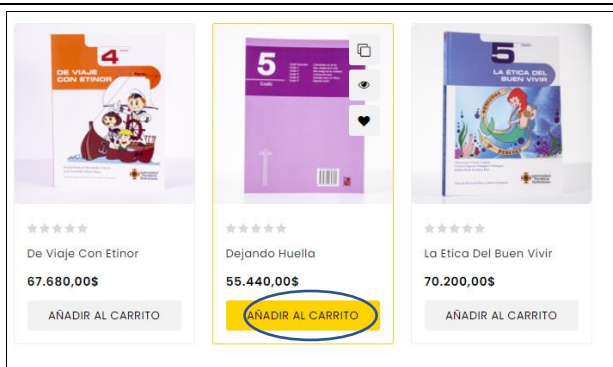 4
DE VIAJE
CON ETINOR
De Viaje Con Etinor
67.680,00$
AÑADIR AL CARRITO
5
Grado
Dejando Huella
55.440,00$
AÑADIR AL CARRITO
5
LA ÉTICA DEL
BUEN VIVIR
La Etica Del Buen Vivir
70.200,00$
AÑADIR AL CARRITO